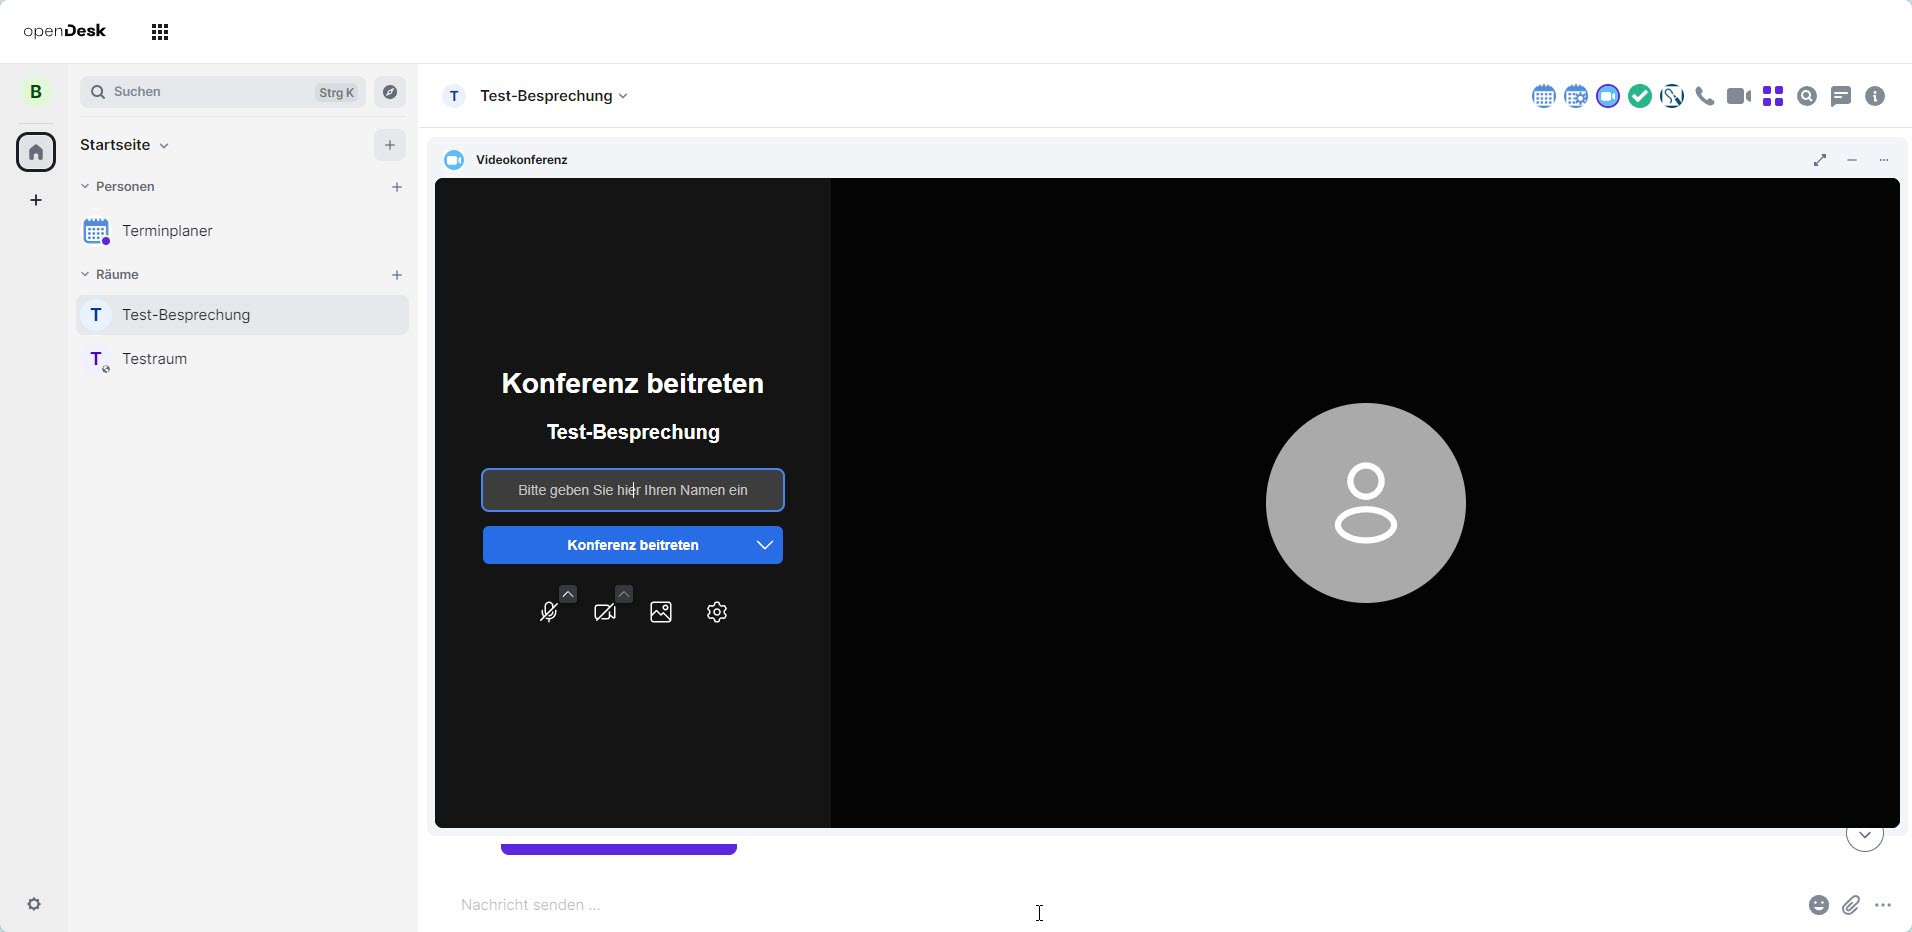 openDesk
B
Suchen
Strg K
Startseite
Personen
Terminplaner
Räume
T Test-Besprechung
T Testraum
T Test-Besprechung
Videokonferenz
Konferenz beitreten
Test-Besprechung
Bitte geben Sie hier Ihren Namen ein
Konferenz beitreten
Nachricht senden ...